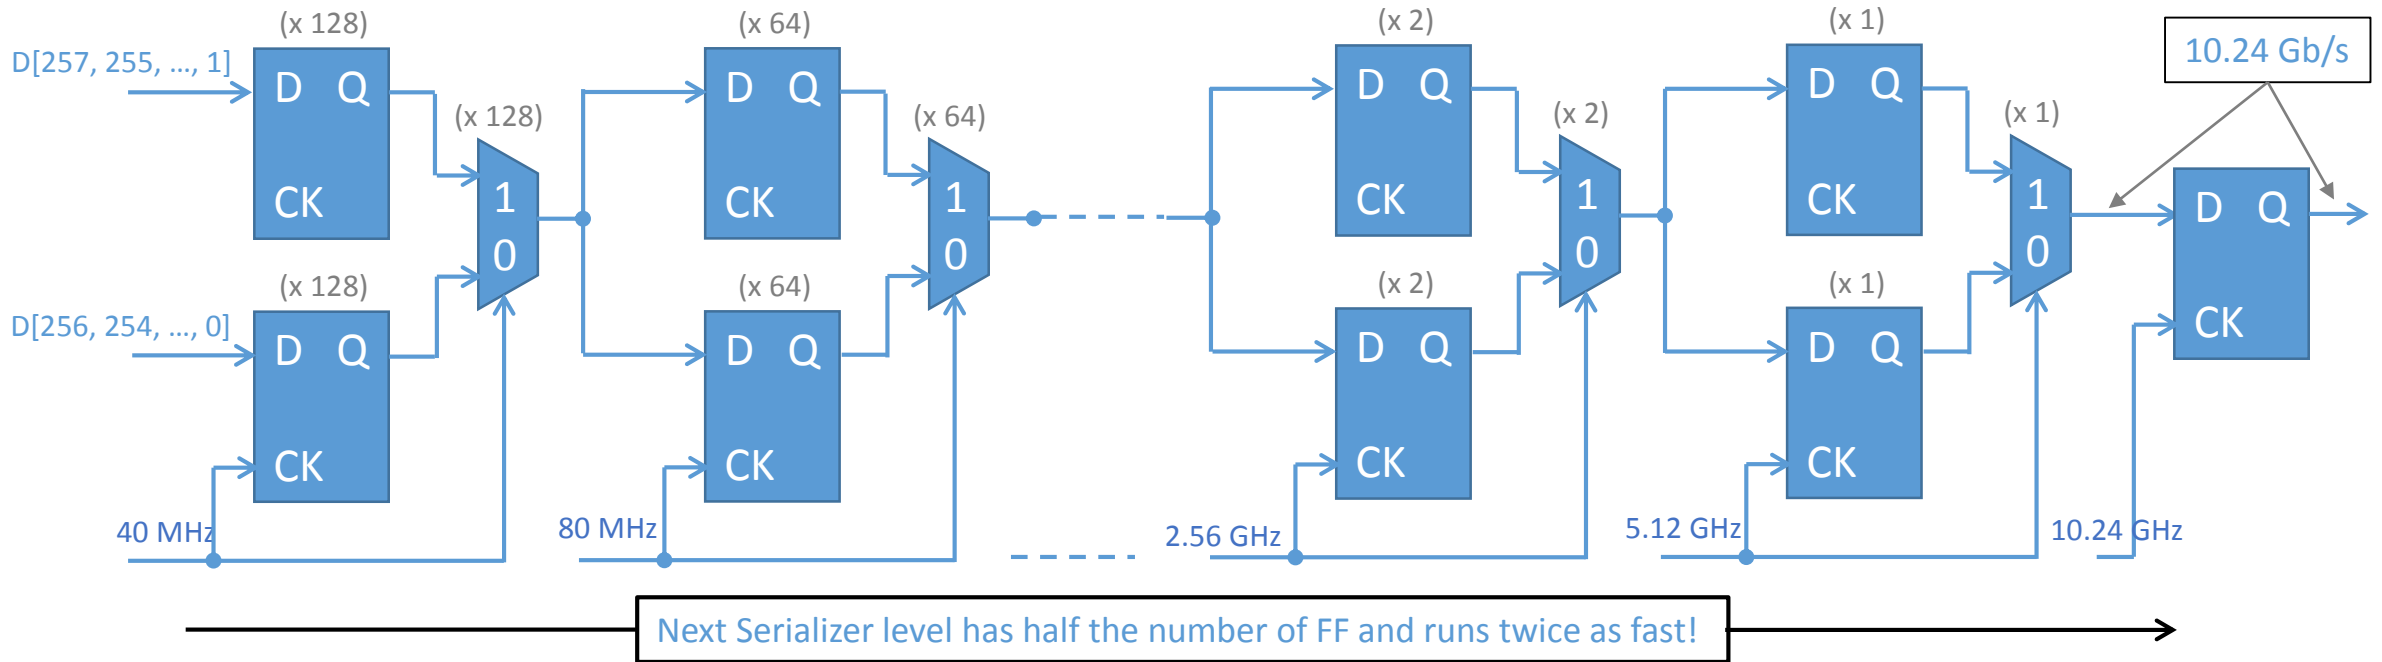 (x 128)
(x 64)
(x 2)
(x 1)
10.24 Gb/s
D[257, 255, ..., 1]
D Q
CK
(x 128)
1
0
D Q
CK
(x 64)
1
0
D Q
CK
(x 2)
1
0
D Q
CK
(x 1)
1
0
D Q
CK
(x 128)
(x 64)
(x 2)
(x 1)
D[256, 254, ..., 0]
D Q
CK
D Q
CK
D Q
CK
D Q
CK
40 MHz
80 MHz
2.56 GHz
5.12 GHz
10.24 GHz
Next Serializer level has half the number of FF and runs twice as fast!